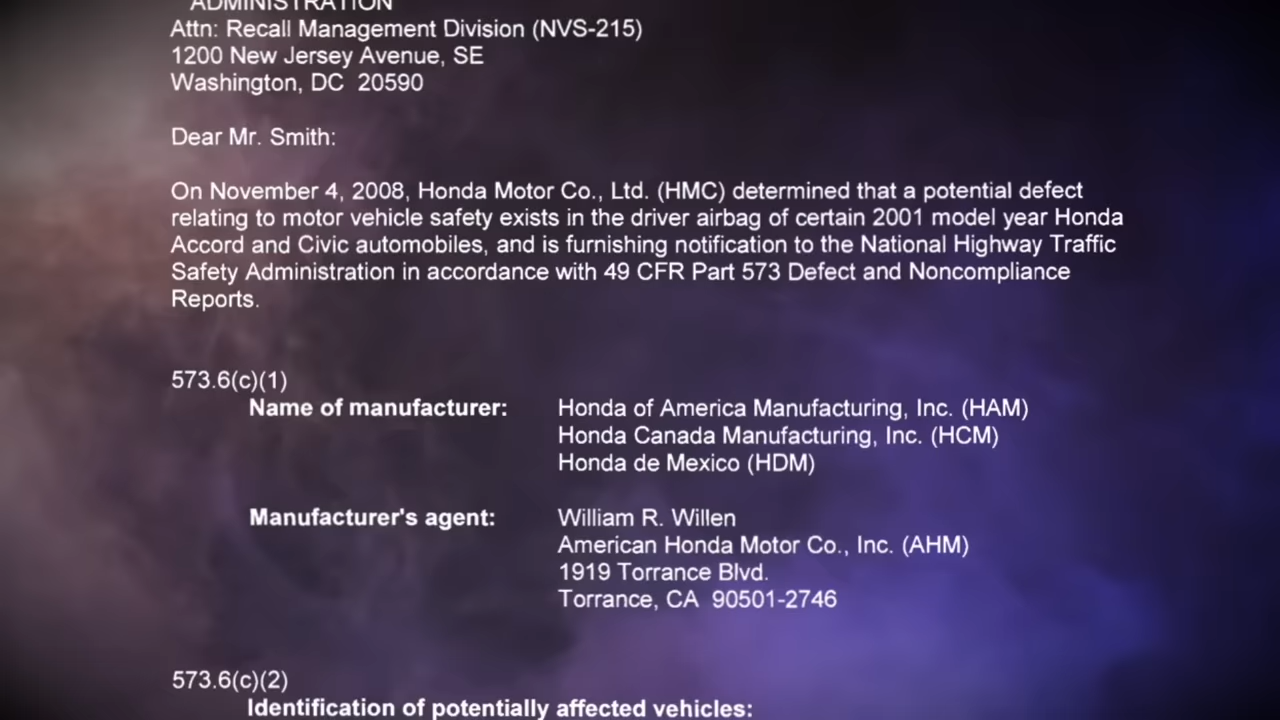 ADMINISTRATION
Attn: Recall Management Division (NVS-215)
1200 New Jersey Avenue, SE
Washington, DC 20590
Dear Mr. Smith:
On November 4, 2008, Honda Motor Co., Ltd. (HMC) determined that a potential defect
relating to motor vehicle safety exists in the driver airbag of certain 2001 model year Honda
Accord and Civic automobiles, and is furnishing notification to the National Highway Traffic
Safety Administration in accordance with 49 CFR Part 573 Defect and Noncompliance
Reports.
573.6(c)(1)
Name of manufacturer: Honda of America Manufacturing, Inc. (HAM)
Honda Canada Manufacturing, Inc. (HCM)
Honda de Mexico (HDM)
Manufacturer's agent: William R. Willen
American Honda Motor Co., Inc. (AHM)
1919 Torrance Blvd.
Torrance, CA 90501-2746
573.6(c)(2)
Identification of potentially affected vehicles: